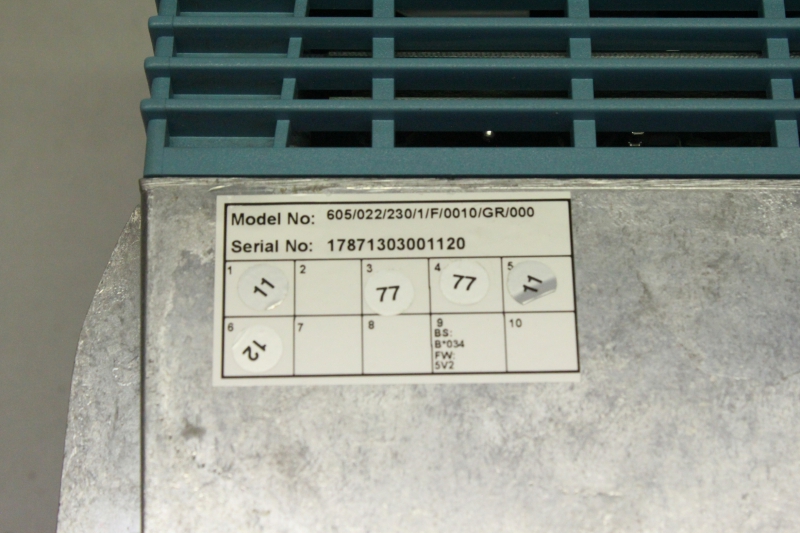 Model No: 605/022/230/1/F/0010/GR/000
Serial No: 17871303001120
1 2 3 4 5
11 77 77 11
6 7 8 9 10
12
BS:
B*034
FW:
5V2